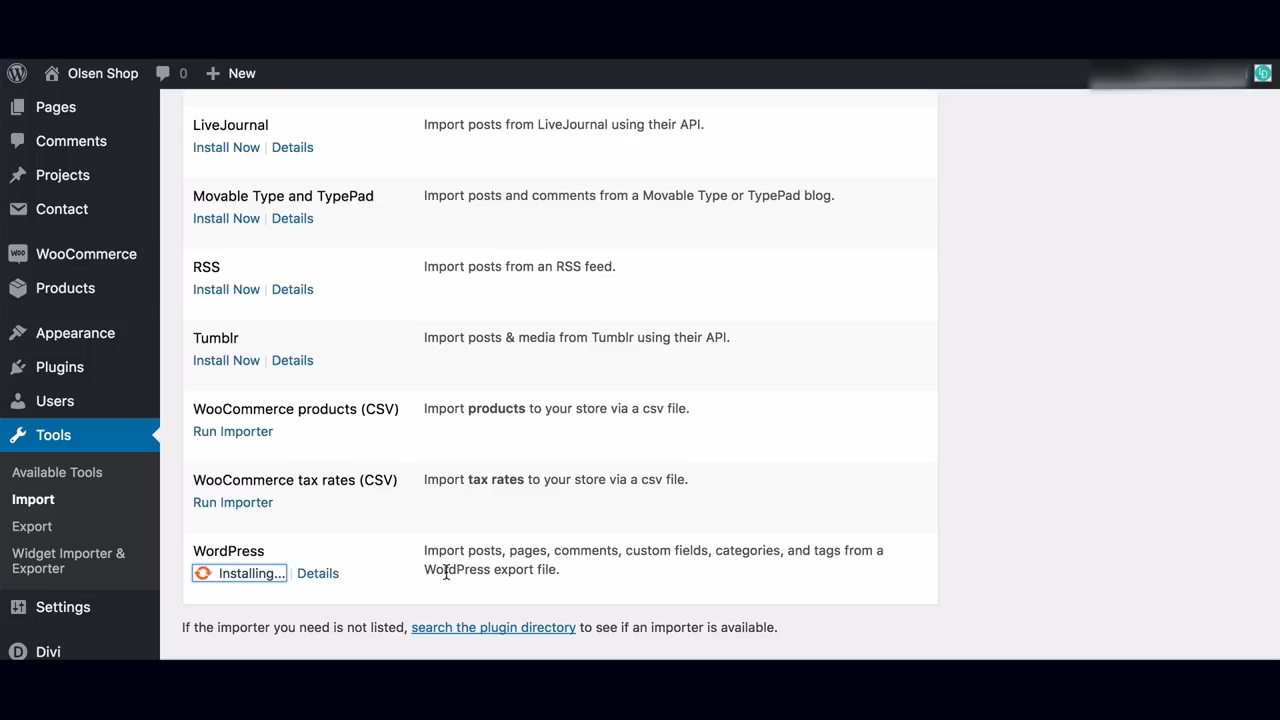 Olsen Shop 0 New
Pages
Comments
Projects
Contact
WooCommerce
Products
Appearance
Plugins
Users
Tools
Available Tools
Import
Export
Widget Importer &
Exporter
Settings
Divi
LiveJournal Import posts from LiveJournal using their API.
Install Now | Details
Movable Type and TypePad Import posts and comments from a Movable Type or TypePad blog.
Install Now | Details
RSS Import posts from an RSS feed.
Install Now | Details
Tumblr Import posts & media from Tumblr using their API.
Install Now | Details
WooCommerce products (CSV) Import products to your store via a csv file.
Run Importer
WooCommerce tax rates (CSV) Import tax rates to your store via a csv file.
Run Importer
WordPress Import posts, pages, comments, custom fields, categories, and tags from a
WordPress export file.
Installing... | Details
If the importer you need is not listed, search the plugin directory to see if an importer is available.